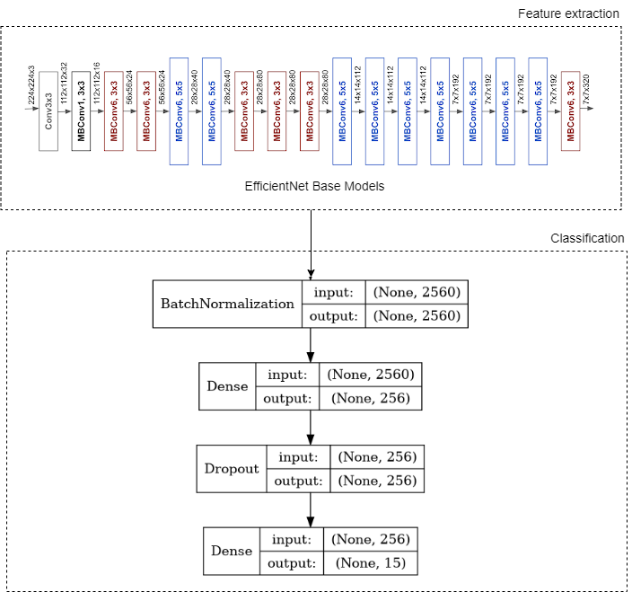 Feature extraction
224x224x3
Conv3x3
112x112x32
MBConv1, 3x3
112x112x16
MBConv6, 3x3
56x56x24
MBConv6, 3x3
56x56x24
MBConv6, 5x5
28x28x40
MBConv6, 5x5
28x28x40
MBConv6, 3x3
28x28x80
MBConv6, 3x3
28x28x80
MBConv6, 3x3
28x28x80
MBConv6, 5x5
14x14x112
MBConv6, 5x5
14x14x112
MBConv6, 5x5
14x14x112
MBConv6, 5x5
7x7x192
MBConv6, 5x5
7x7x192
MBConv6, 5x5
7x7x192
MBConv6, 5x5
7x7x192
MBConv6, 3x3
7x7x320
EfficientNet Base Models
Classification
BatchNormalization
input: (None, 2560)
output: (None, 2560)
Dense
input: (None, 2560)
output: (None, 256)
Dropout
input: (None, 256)
output: (None, 256)
Dense
input: (None, 256)
output: (None, 15)